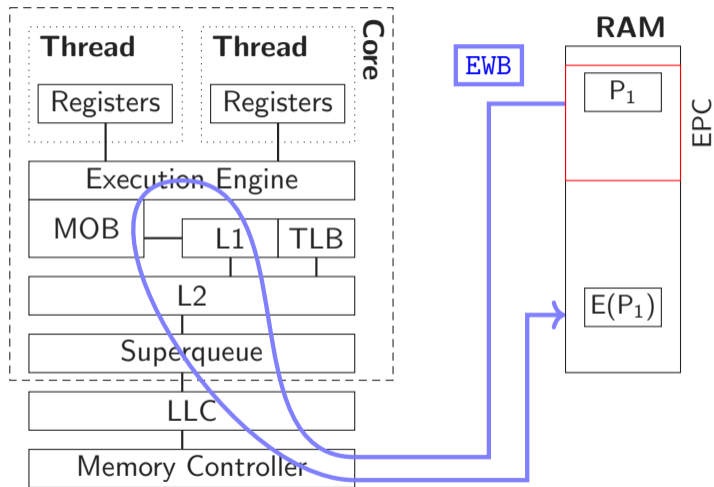 Thread
Thread
Core
Registers
Registers
Execution Engine
MOB
L1
TLB
L2
Superqueue
LLC
Memory Controller
EWB
RAM
P₁
EPC
E(P₁)